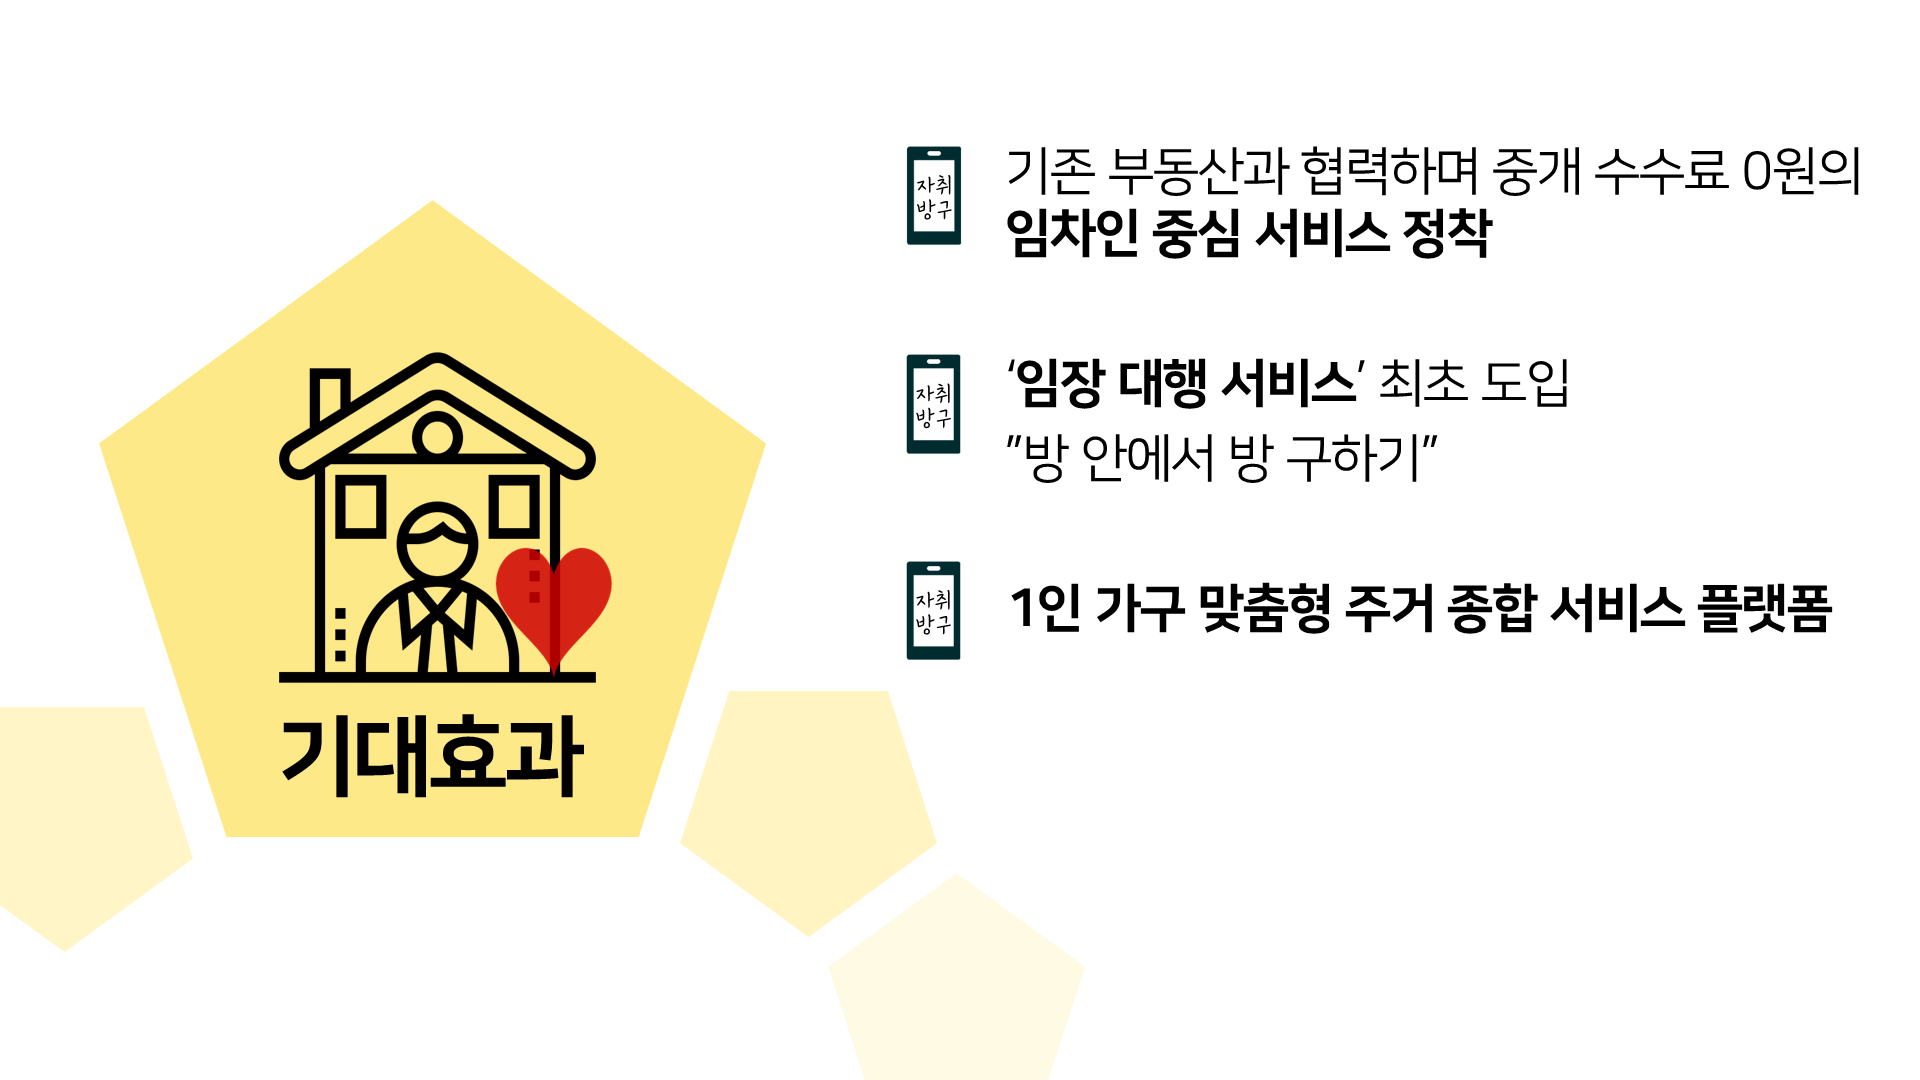 기대효과
자취
방구
기존 부동산과 협력하며 중개 수수료 0원의
임차인 중심 서비스 정착
자취
방구
‘임장 대행 서비스’ 최초 도입
”방 안에서 방 구하기”
자취
방구
1인 가구 맞춤형 주거 종합 서비스 플랫폼